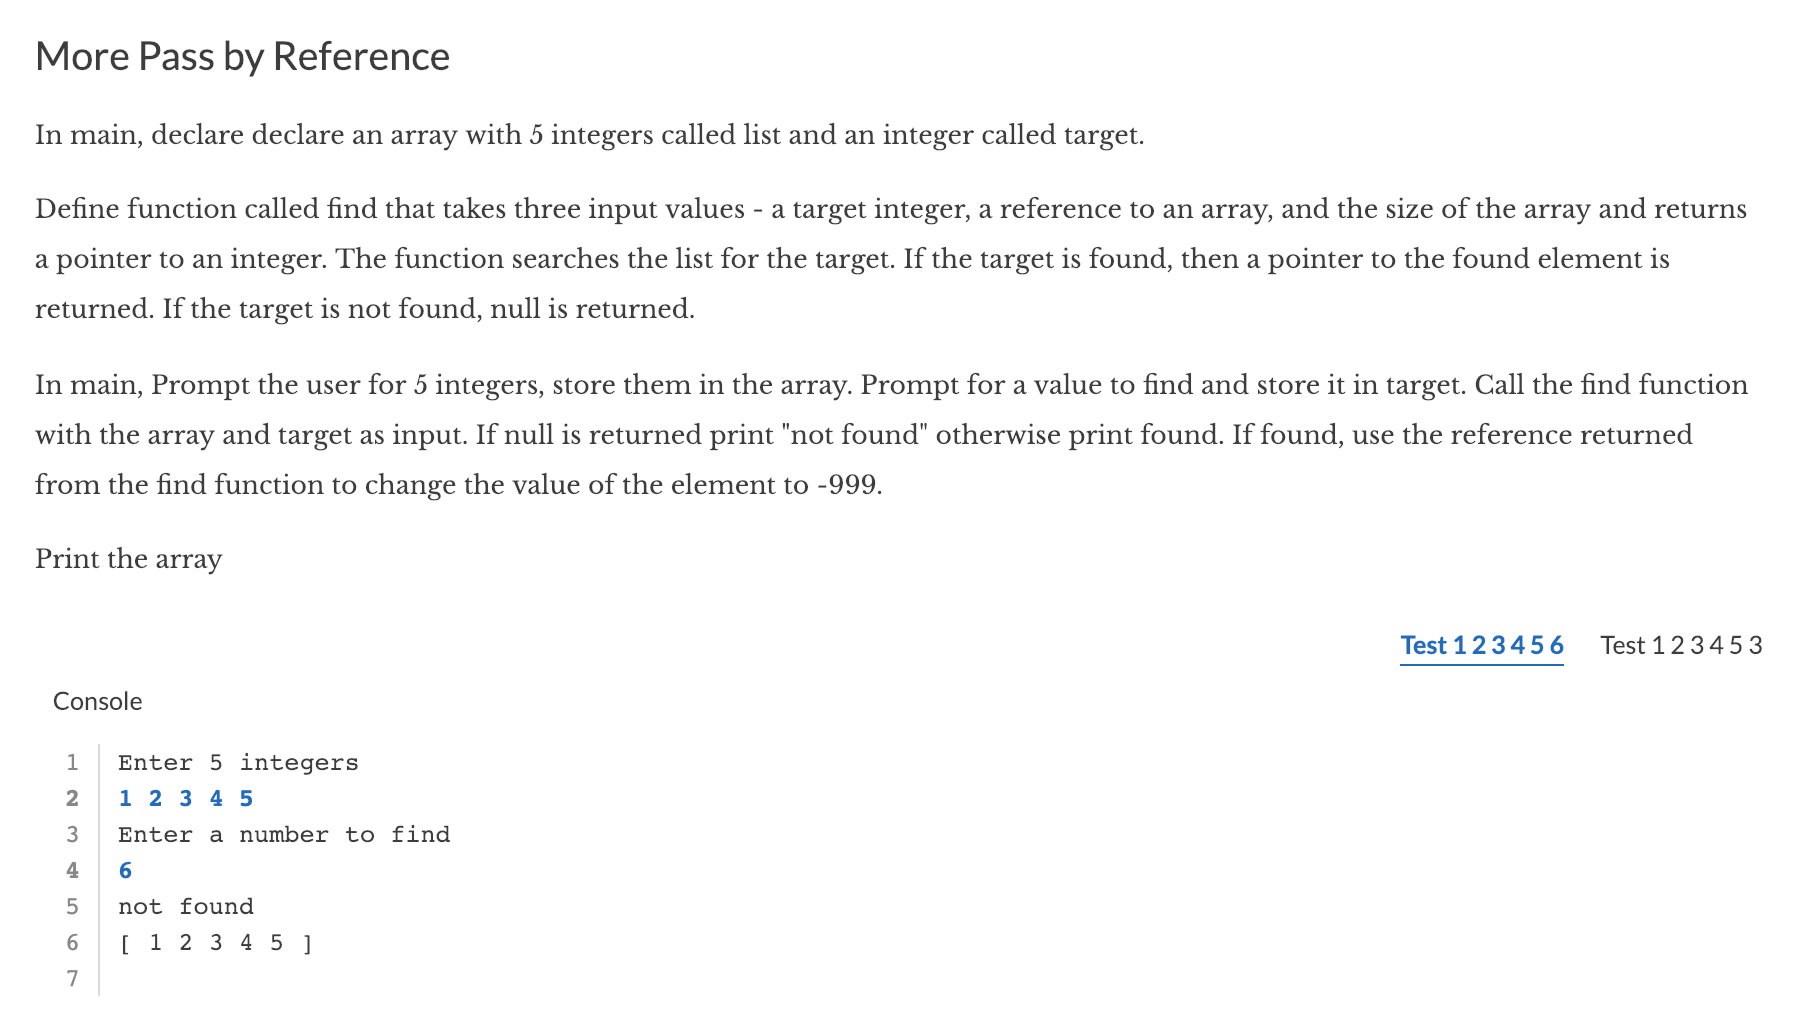 More Pass by Reference
In main, declare declare an array with 5 integers called list and an integer called target.
Define function called find that takes three input values - a target integer, a reference to an array, and the size of the array and returns
a pointer to an integer. The function searches the list for the target. If the target is found, then a pointer to the found element is
returned. If the target is not found, null is returned.
In main, Prompt the user for 5 integers, store them in the array. Prompt for a value to find and store it in target. Call the find function
with the array and target as input. If null is returned print "not found" otherwise print found. If found, use the reference returned
from the find function to change the value of the element to -999.
Print the array
Test 1 2 3 4 5 6 Test 1 2 3 4 5 3
Console
1 Enter 5 integers
2 1 2 3 4 5
3 Enter a number to find
4 6
5 not found
6 [ 1 2 3 4 5 ]
7